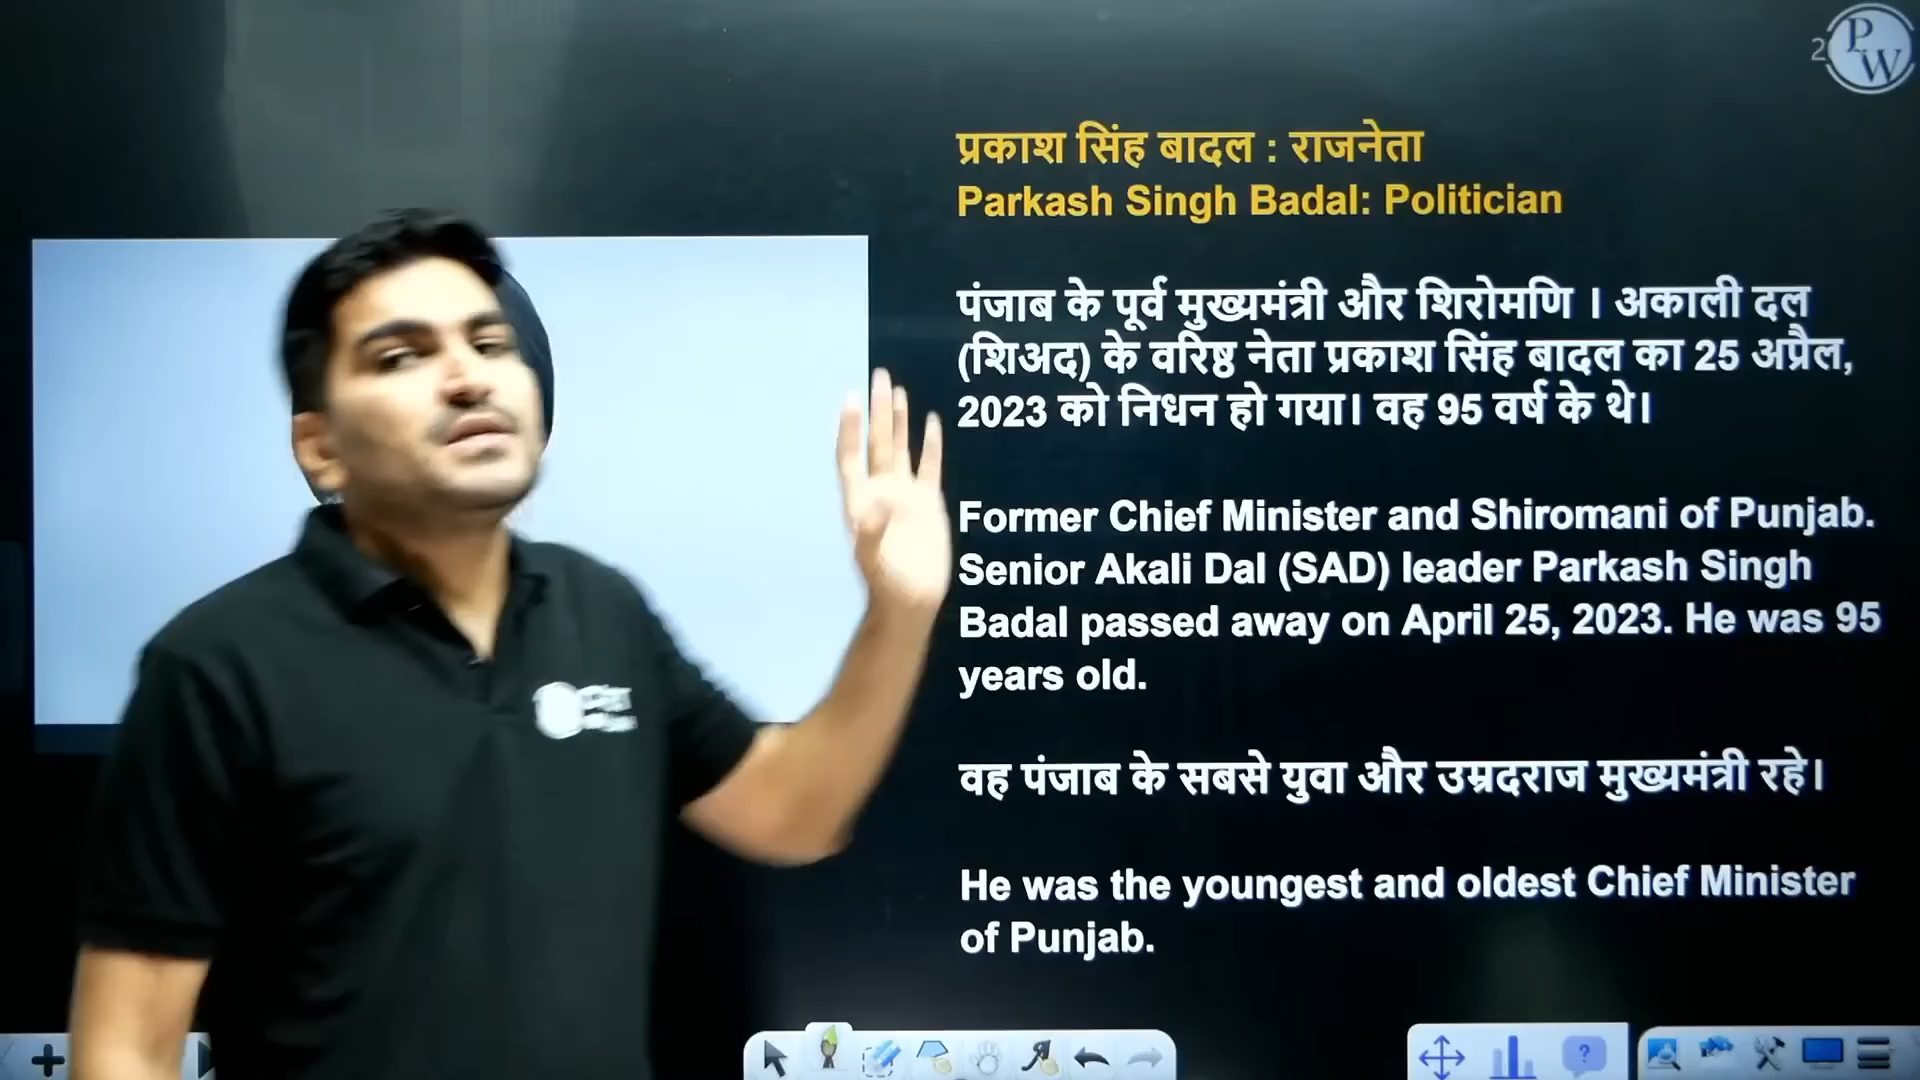 2
PW
प्रकाश सिंह बादल : राजनेता
Parkash Singh Badal: Politician
पंजाब के पूर्व मुख्यमंत्री और शिरोमणि । अकाली दल
(शिअद) के वरिष्ठ नेता प्रकाश सिंह बादल का 25 अप्रैल,
2023 को निधन हो गया। वह 95 वर्ष के थे।
Former Chief Minister and Shiromani of Punjab.
Senior Akali Dal (SAD) leader Parkash Singh
Badal passed away on April 25, 2023. He was 95
years old.
वह पंजाब के सबसे युवा और उम्रदराज मुख्यमंत्री रहे।
He was the youngest and oldest Chief Minister
of Punjab.